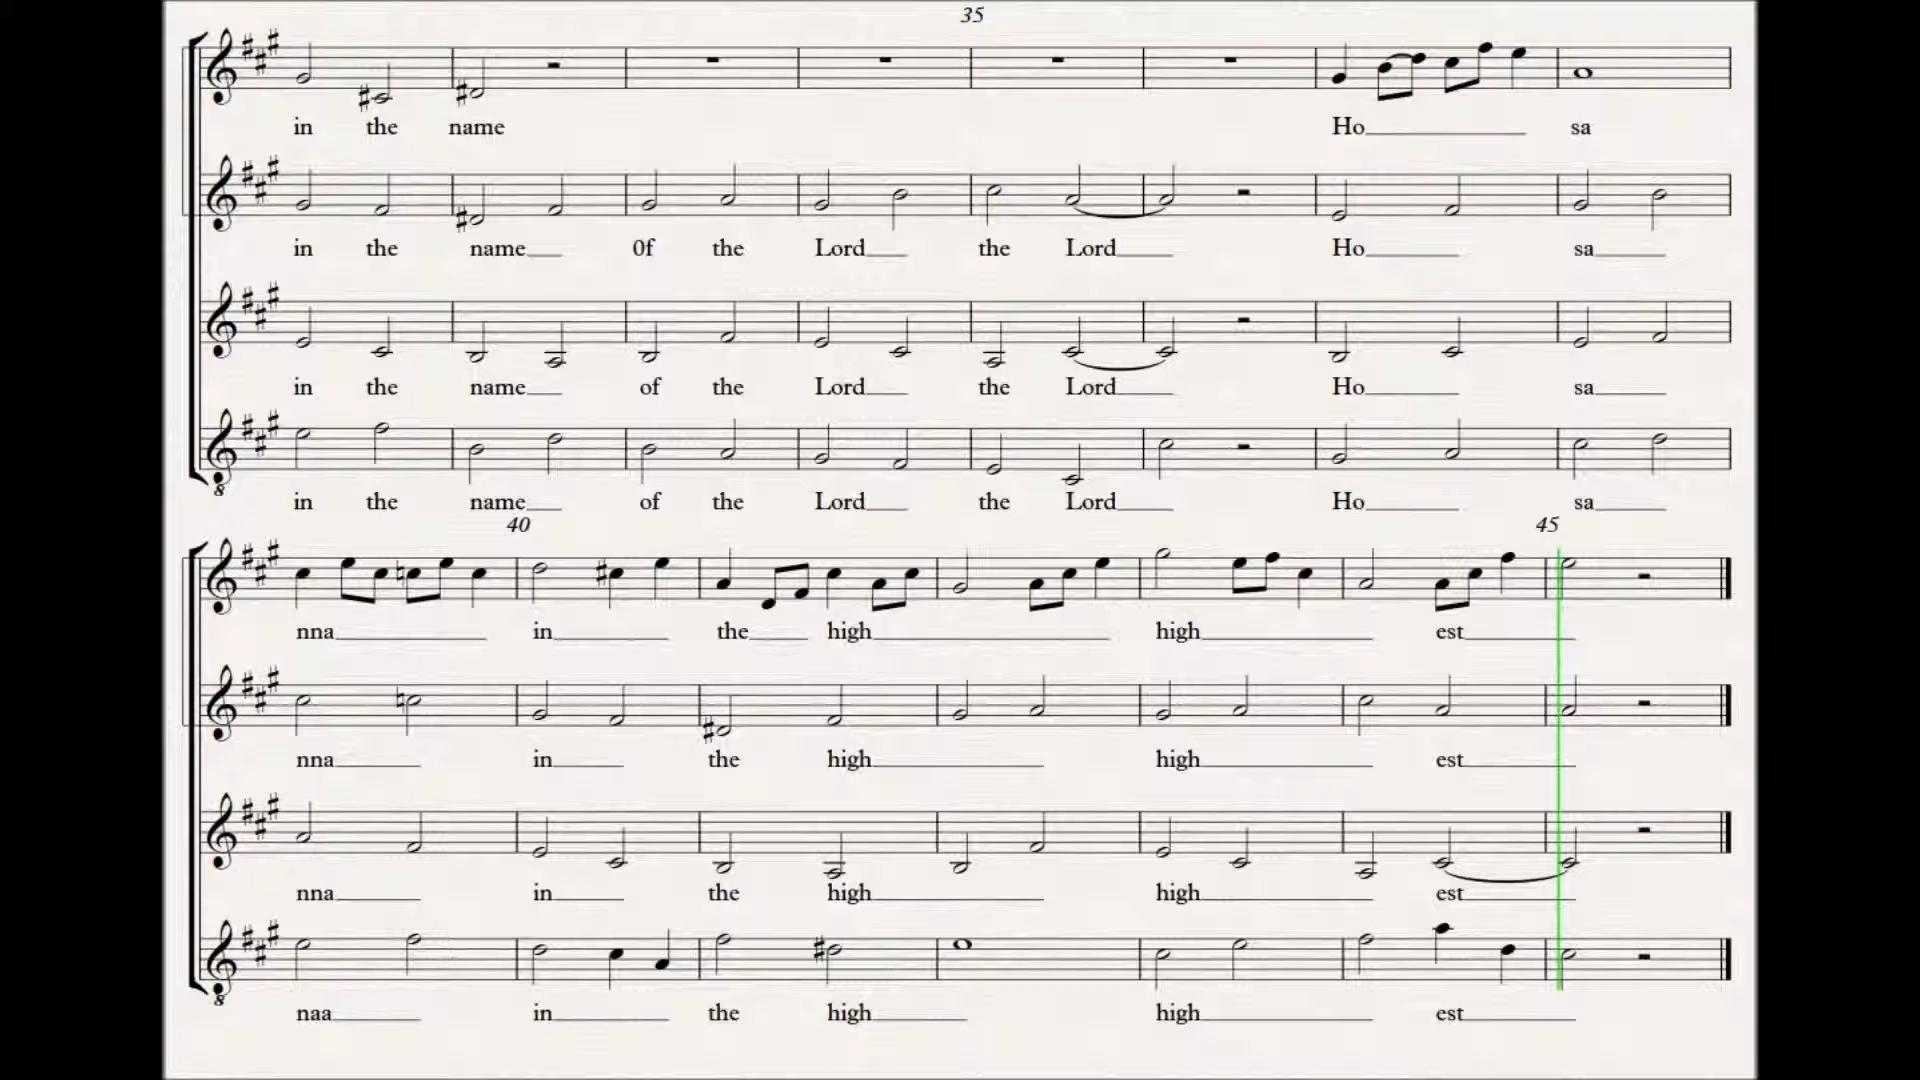 35
in the name Ho sa
in the name 0f the Lord the Lord Ho sa
in the name of the Lord the Lord Ho sa
8
in the name of the Lord the Lord Ho sa
40 45
nna in the high high est
nna in the high high est
nna in the high high est
8
naa in the high high est